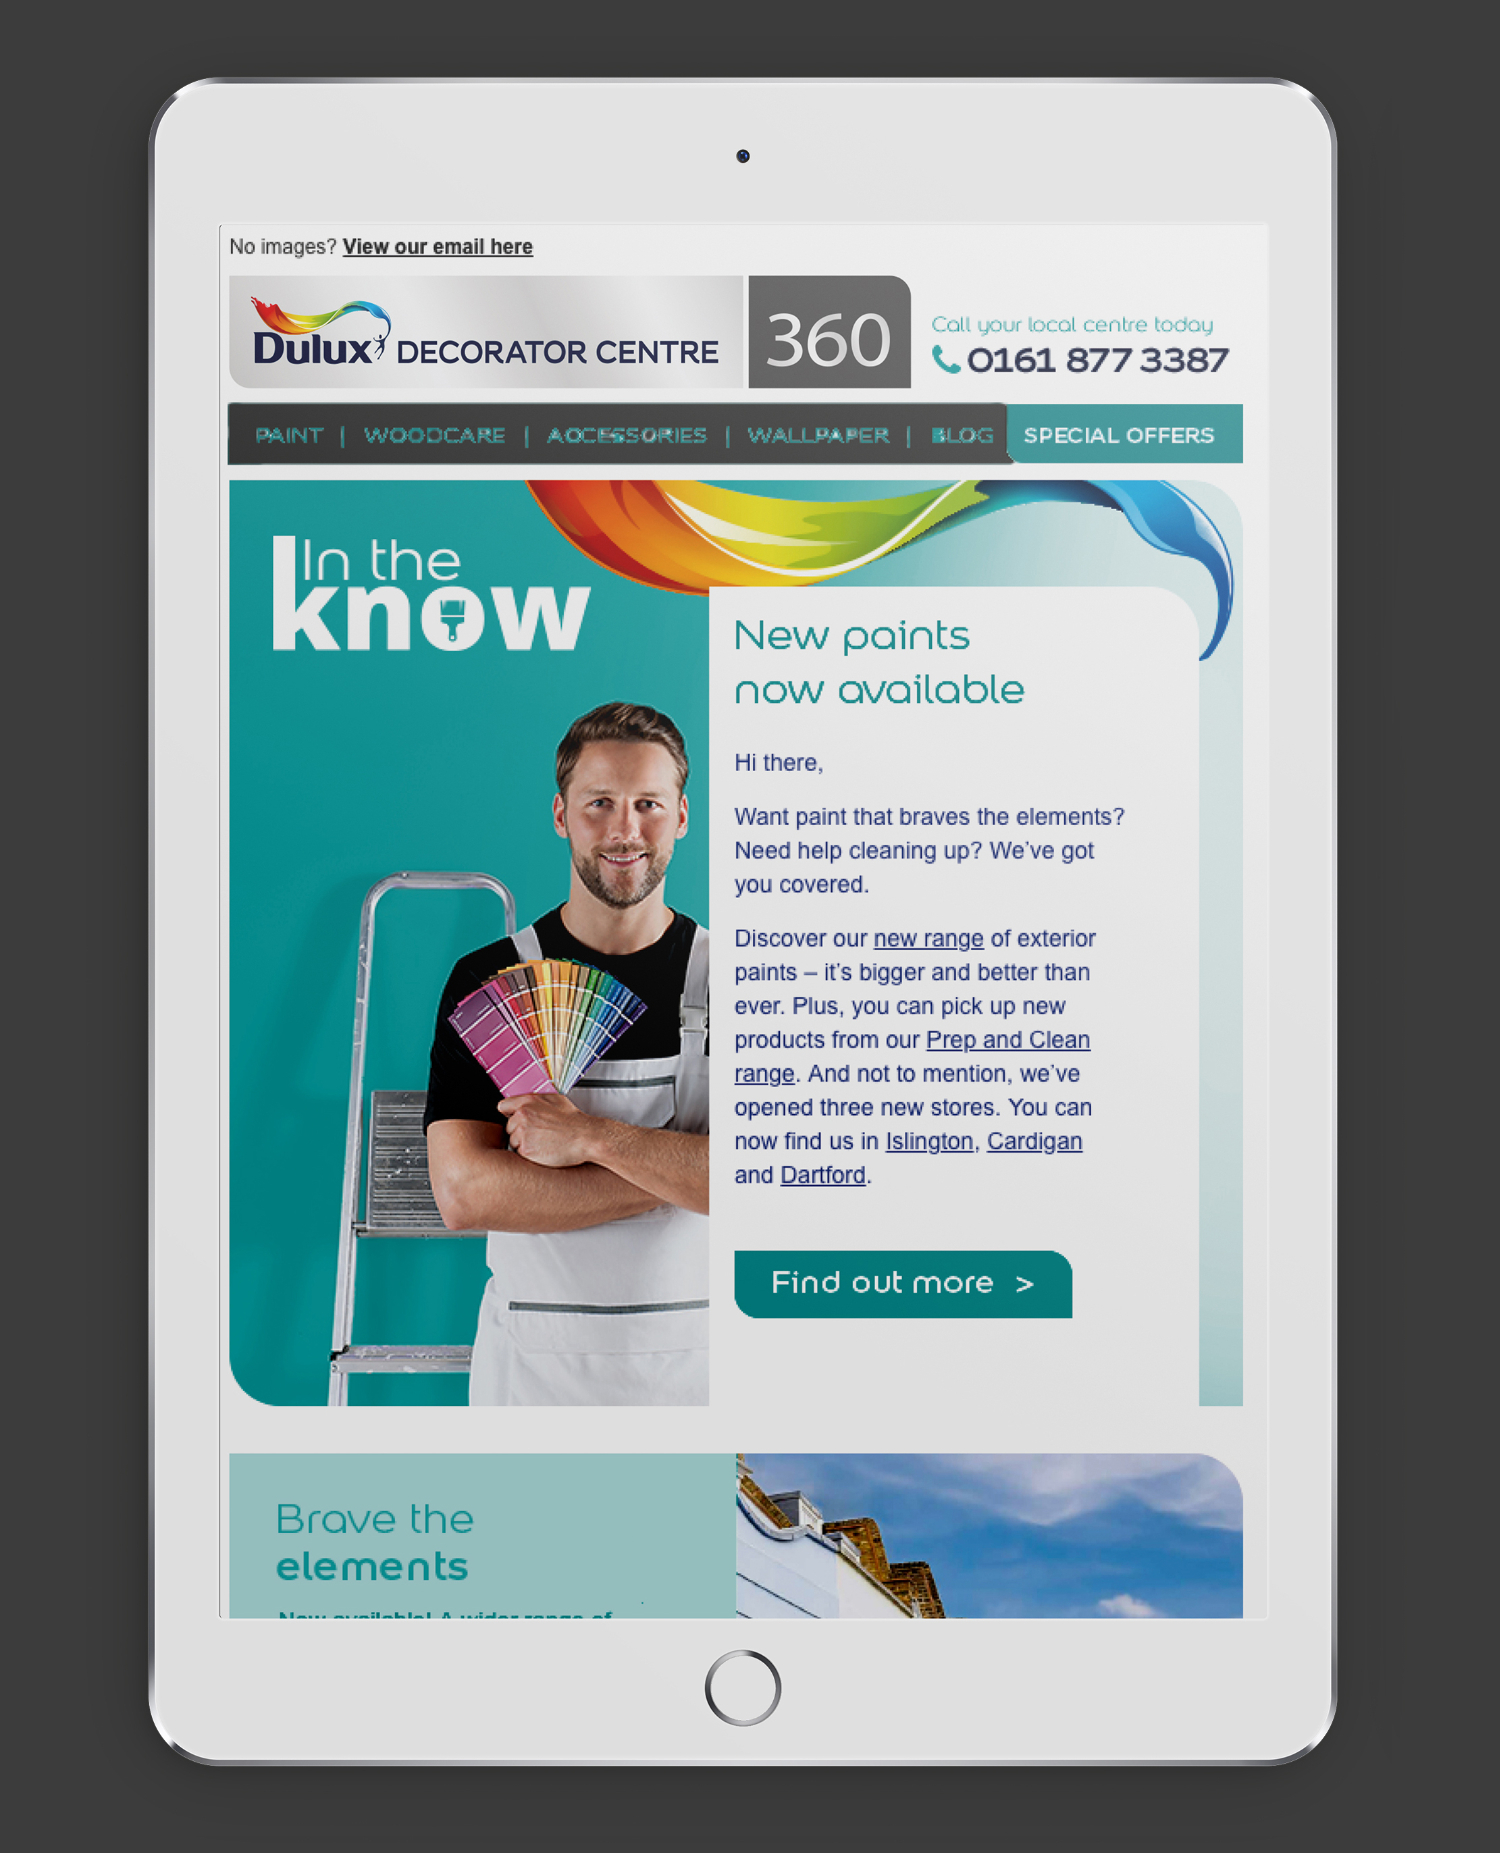 No images? View our email here
Dulux DECORATOR CENTRE
360
Call your local centre today
0161 877 3387
PAINT | WOODCARE | ACCESSORIES | WALLPAPER | BLOG
SPECIAL OFFERS
In the
know
New paints
now available
Hi there,
Want paint that braves the elements?
Need help cleaning up? We've got
you covered.
Discover our new range of exterior
paints – it's bigger and better than
ever. Plus, you can pick up new
products from our Prep and Clean
range. And not to mention, we've
opened three new stores. You can
now find us in Islington, Cardigan
and Dartford.
Find out more >
Brave the
elements
Now available! A wider range of